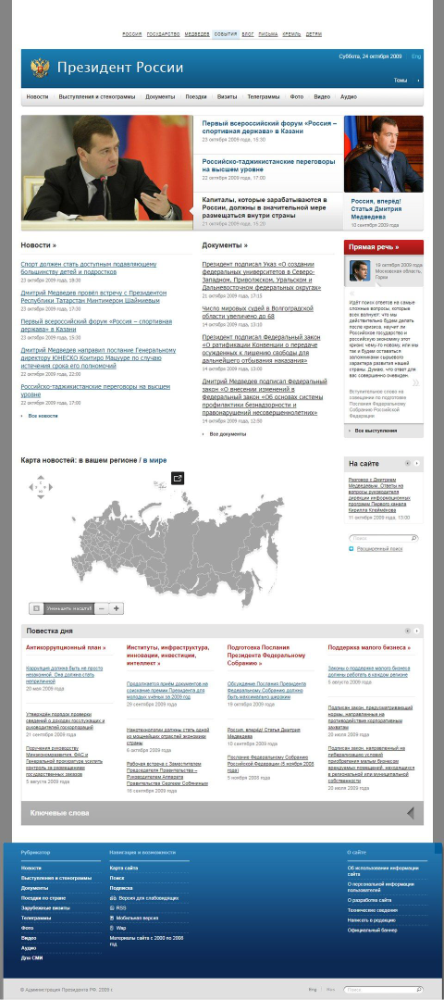 РОССИЯ ГОСУДАРСТВО МЕДВЕДЕВ СОБЫТИЯ БЛОГ ПИСЬМА КРЕМЛЬ ДЕТЯМ
Суббота, 24 октября 2009 Eng
Президент России
Темы
Новости Выступления и стенограммы Документы Поездки Визиты Телеграммы Фото Видео Аудио
Первый всероссийский форум «Россия –
спортивная держава» в Казани
23 октября 2009 года, 15:30
Российско-таджикистанские переговоры
на высшем уровне
22 октября 2009 года, 17:00
Капиталы, которые зарабатываются в
России, должны в значительной мере
размещаться внутри страны
21 октября 2009 года, 15:20
Россия, вперёд!
Статья Дмитрия
Медведева
10 сентября 2009 года
Новости »
Спорт должен стать доступным подавляющему
большинству детей и подростков
23 октября 2009 года, 18:30
Дмитрий Медведев провёл встречу с Президентом
Республики Татарстан Минтимером Шаймиевым
23 октября 2009 года, 17:30
Первый всероссийский форум «Россия – спортивная
держава» в Казани
23 октября 2009 года, 15:30
Дмитрий Медведев направил послание Генеральному
директору ЮНЕСКО Коитиро Мацууре по случаю
истечения срока его полномочий
22 октября 2009 года, 22:00
Российско-таджикистанские переговоры на высшем
уровне
22 октября 2009 года, 17:00
Все новости
Документы »
Президент подписал Указ «О создании
федеральных университетов в Северо-
Западном, Приволжском, Уральском и
Дальневосточном федеральных округах»
21 октября 2009 года, 17:15
Число мировых судей в Волгоградской
области увеличено до 68
14 октября 2009 года, 13:10
Президент подписал Федеральный закон
«О ратификации Конвенции о передаче
осужденных к лишению свободы для
дальнейшего отбывания наказания»
14 октября 2009 года, 13:00
Дмитрий Медведев подписал Федеральный закон
«О внесении изменений в
Федеральный закон «Об основах системы
профилактики безнадзорности и
правонарушений несовершеннолетних»
14 октября 2009 года, 12:30
Все документы
Прямая речь »
18 октября 2009 года
Московская область,
Горки
Идёт поиск ответов на самые
сложные вопросы, которые
всех волнуют: что мы
действительно будем делать
после кризиса, научит ли
Российское государство и
российскую экономику этот
кризис чему-то новому, или мы
так и будем оставаться
заложниками сырьевого
характера развития нашей
страны. Думаю, что ответ для
вас совершенно очевиден.
Вступительное слово на
совещании по подготовке
Послания Федеральному
Собранию Российской
Федерации
Все выступления
Карта новостей: в вашем регионе / в мире
Уменьшить масштаб
На сайте
Разговор с Дмитрием
Медведевым. Ответы на
вопросы руководителя
дирекции информационных
программ Первого канала
Кирилла Клеймёнова
11 октября 2009 года, 13:00
Поиск
Расширенный поиск
Повестка дня
Антикоррупционный план »
Коррупция должна быть не просто
незаконной. Она должна стать
неприличной
20 мая 2009 года
Утверждён порядок проверки
сведений о доходах госслужащих и
руководителей госкорпораций
21 сентября 2009 года
Поручения руководству
Минэкономразвития, ФАС и
Генеральной прокуратуре усилить
контроль за размещением
государственных заказов
5 августа 2009 года
Институты, инфраструктура,
инновации, инвестиции,
интеллект »
Продолжается приём документов на
соискание премии Президента для
молодых учёных за 2009 год
29 сентября 2009 года
Нанотехнологии должны стать одной
из мощнейших отраслей экономики
страны
6 октября 2009 года
Рабочая встреча с Заместителем
Председателя Правительства –
Руководителем Аппарата
Правительства Сергеем Собяниным
16 сентября 2009 года
Подготовка Послания
Президента Федеральному
Собранию »
Обсуждение Послания Президента
Федеральному Собранию должно
быть максимально широким
19 октября 2009 года
Россия, вперёд! Статья Дмитрия
Медведева
10 сентября 2009 года
Послание Федеральному Собранию
Российской Федерации (5 ноября 2008
года)
5 ноября 2008 года
Поддержка малого бизнеса »
Законы о поддержке малого бизнеса
должны работать в каждом регионе
5 августа 2009 года
Подписан закон, предусматривающий
нормы, направленные на
противодействие корпоративным
захватам
20 июля 2009 года
Подписан закон, направленный на
либерализацию условий
приобретения малым бизнесом
арендуемых помещений, находящихся
в региональной или муниципальной
собственности
20 июля 2009 года
Ключевые слова
Рубрикатор
Новости
Выступления и стенограммы
Документы
Поездки по стране
Зарубежные визиты
Телеграммы
Фото
Видео
Аудио
Для СМИ
Навигация и возможности
Карта сайта
Поиск
Подписка
Версия для слабовидящих
RSS
Мобильная версия
Wap
Материалы сайта с 2000 по 2008
год
О сайте
Об использовании информации
сайта
О персональной информации
пользователей
О разработке сайта
Технические сведения
Написать в редакцию
Официальный баннер
© Администрация Президента РФ, 2009 г.
Eng Рус Поиск